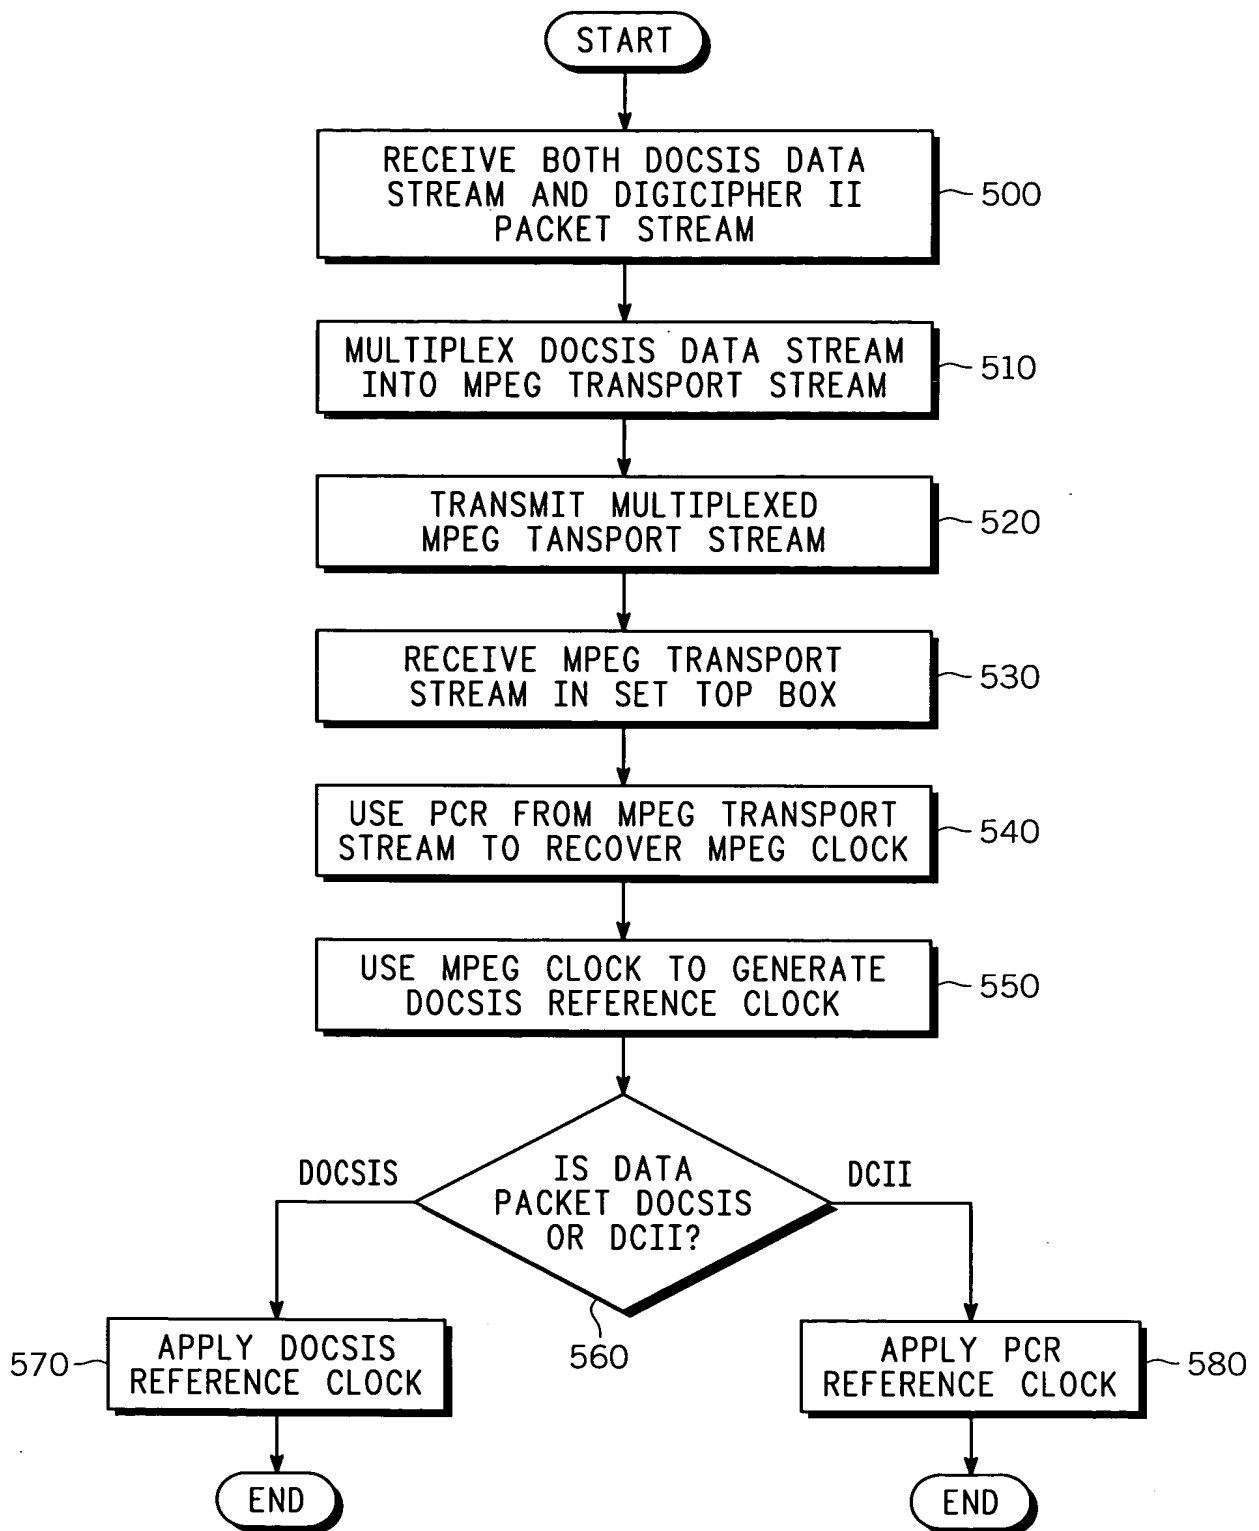 START
RECEIVE BOTH DOCSIS DATA
STREAM AND DIGICIPHER II
PACKET STREAM
500
MULTIPLEX DOCSIS DATA STREAM
INTO MPEG TRANSPORT STREAM
510
TRANSMIT MULTIPLEXED
MPEG TANSPORT STREAM
520
RECEIVE MPEG TRANSPORT
STREAM IN SET TOP BOX
530
USE PCR FROM MPEG TRANSPORT
STREAM TO RECOVER MPEG CLOCK
540
USE MPEG CLOCK TO GENERATE
DOCSIS REFERENCE CLOCK
550
DOCSIS
IS DATA
PACKET DOCSIS
OR DCII?
DCII
560
570
APPLY DOCSIS
REFERENCE CLOCK
APPLY PCR
REFERENCE CLOCK
580
END
END